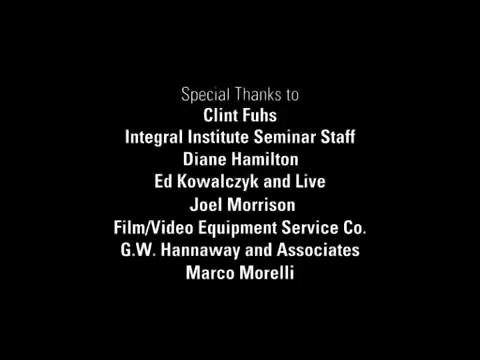 Special Thanks to
Clint Fuhs
Integral Institute Seminar Staff
Diane Hamilton
Ed Kowalczyk and Live
Joel Morrison
Film/Video Equipment Service Co.
G.W. Hannaway and Associates
Marco Morelli